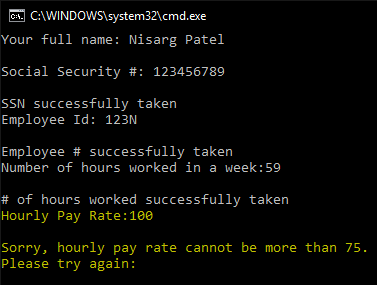 C:\WINDOWS\system32\cmd.exe
Your full name: Nisarg Patel
Social Security #: 123456789
SSN successfully taken
Employee Id: 123N
Employee # successfully taken
Number of hours worked in a week:59
# of hours worked successfully taken
Hourly Pay Rate:100
Sorry, hourly pay rate cannot be more than 75.
Please try again: